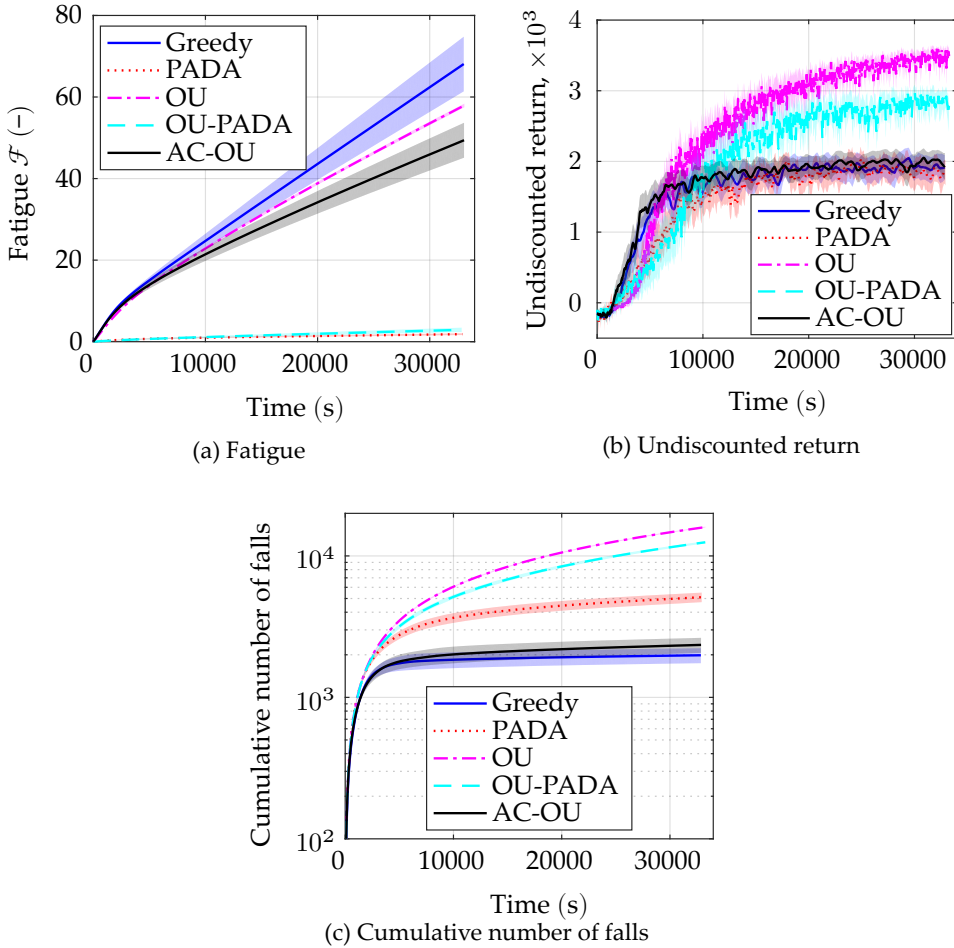 80
60
40
20
0
Fatigue ℱ (−)
Greedy
PADA
OU
OU-PADA
AC-OU
0 10000 20000 30000
Time (s)
(a) Fatigue
4
3
2
1
0
Undiscounted return, ×10³
Greedy
PADA
OU
OU-PADA
AC-OU
0 10000 20000 30000
Time (s)
(b) Undiscounted return
10⁴
10³
10²
Cumulative number of falls
Greedy
PADA
OU
OU-PADA
AC-OU
0 10000 20000 30000
Time (s)
(c) Cumulative number of falls